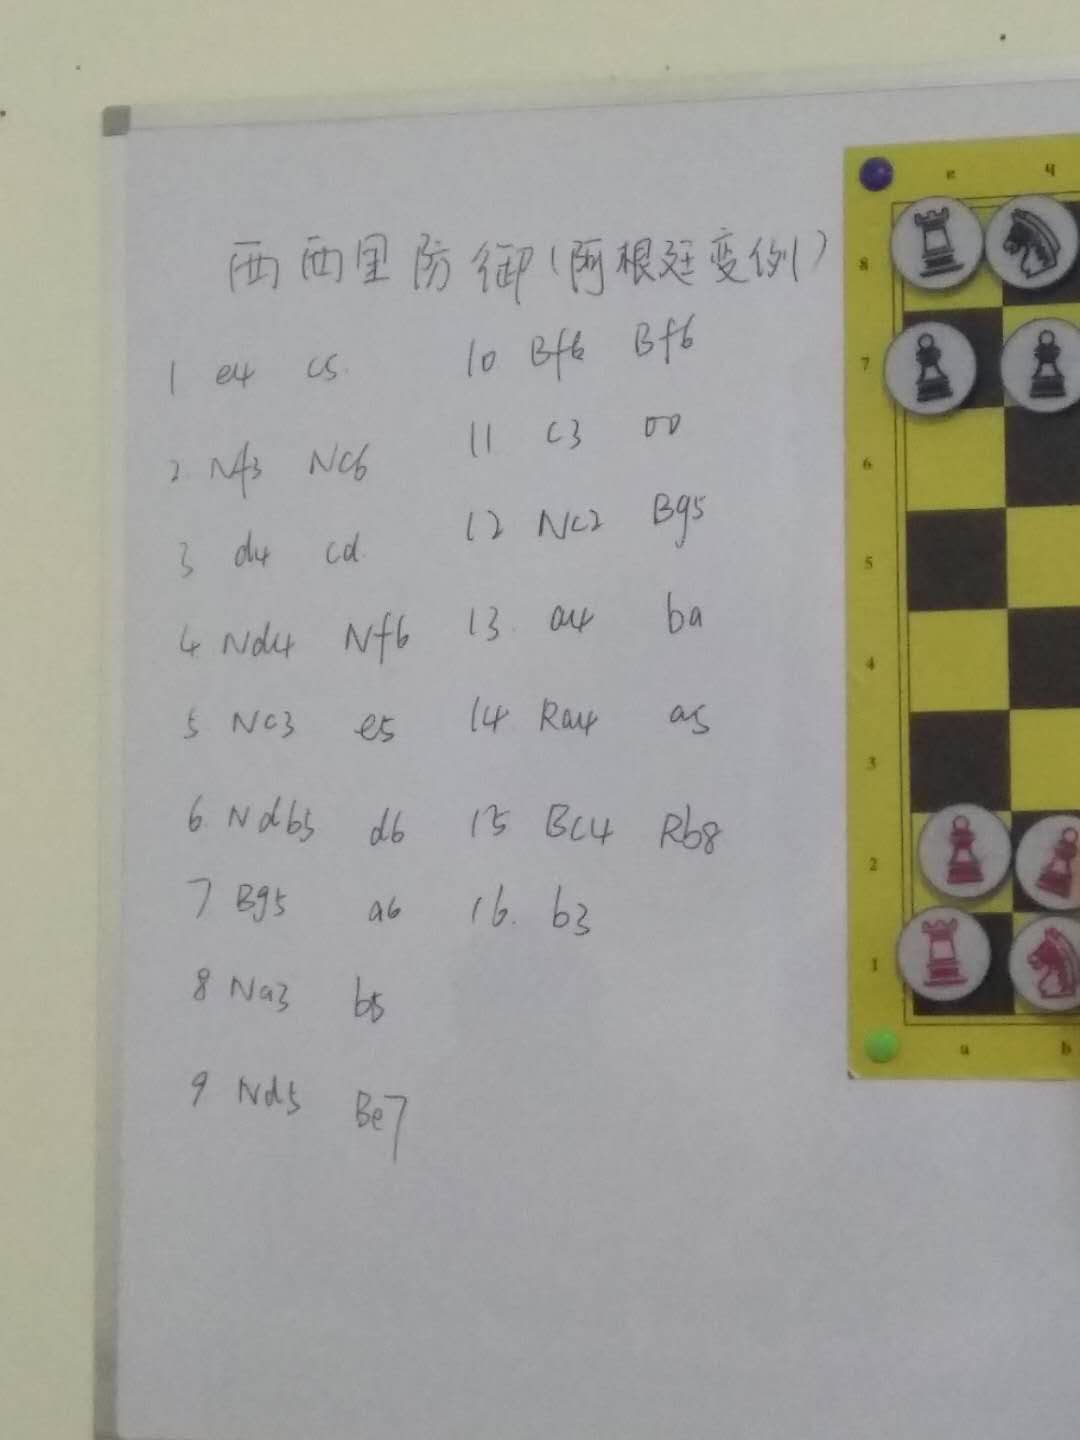 西西里防御(阿根廷变例)
1 e4 c5
2 Nf3 Nc6
3 d4 cd
4 Nd4 Nf6
5 Nc3 e5
6 Ndb5 d6
7 Bg5 a6
8 Na3 b5
9 Nd5 Be7
10 Bf6 Bf6
11 c3 00
12 Nc2 Bg5
13 a4 ba
14 Ra4 a5
15 Bc4 Rb8
16. b3
a b
8
7
6
5
4
3
2
1
a b